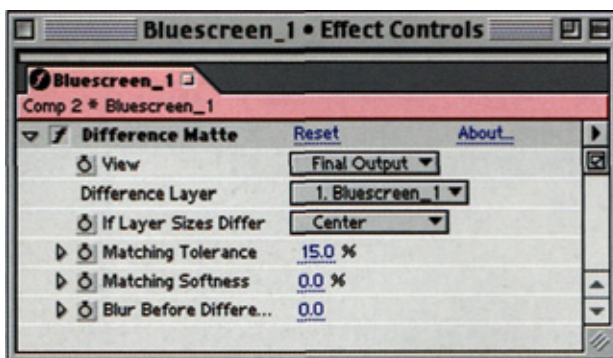 Bluescreen_1 • Effect Controls
Bluescreen_1
Comp 2 * Bluescreen_1
Difference Matte Reset About...
View Final Output
Difference Layer 1. Bluescreen_1
If Layer Sizes Differ Center
Matching Tolerance 15.0 %
Matching Softness 0.0 %
Blur Before Differe... 0.0